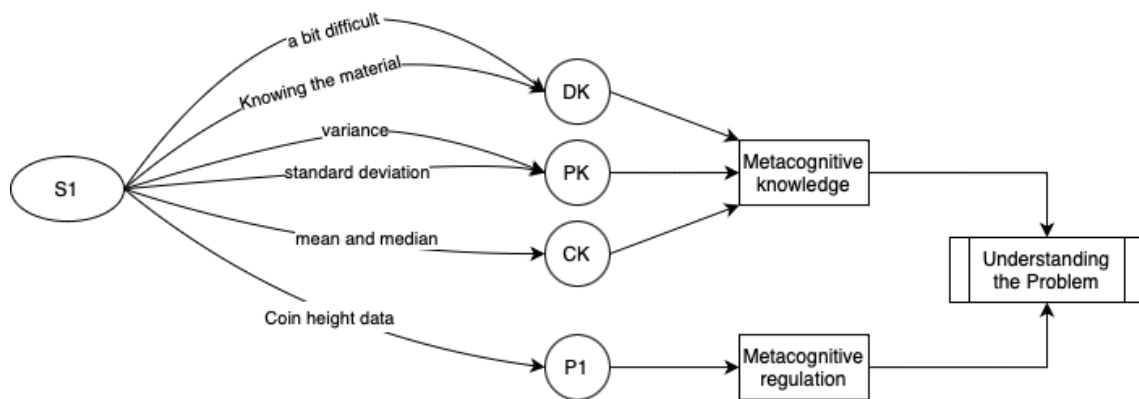 a bit difficult
Knowing the material
DK
variance
S1
standard deviation
PK
Metacognitive
knowledge
mean and median
CK
Understanding
the Problem
Coin height data
P1
Metacognitive
regulation